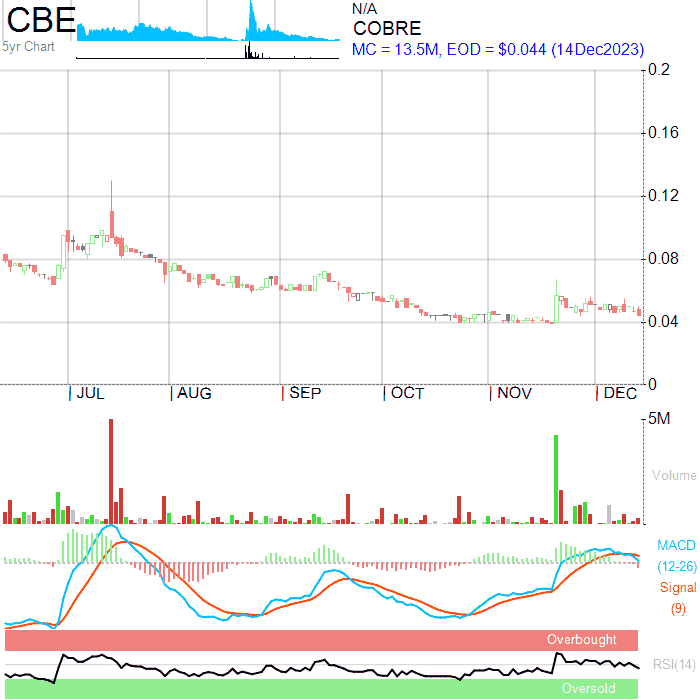 CBE
5yr Chart
N/A
COBRE
MC = 13.5M, EOD = $0.044 (14Dec2023)
0.2
0.16
0.12
0.08
0.04
0
JUL AUG SEP OCT NOV DEC
5M
Volume
MACD
(12-26)
Signal
(9)
Overbought
RSI(14)
Oversold